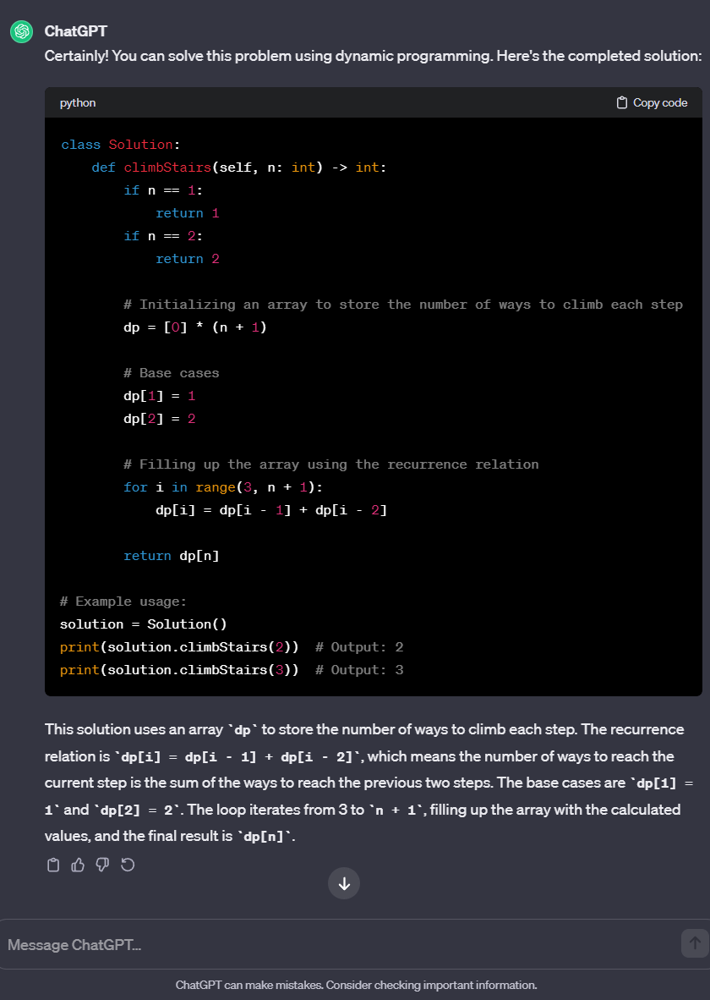 ChatGPT
Certainly! You can solve this problem using dynamic programming. Here's the completed solution:
python
Copy code
class Solution:
    def climbStairs(self, n: int) -> int:
        if n == 1:
            return 1
        if n == 2:
            return 2
        # Initializing an array to store the number of ways to climb each step
        dp = [0] * (n + 1)
        # Base cases
        dp[1] = 1
        dp[2] = 2
        # Filling up the array using the recurrence relation
        for i in range(3, n + 1):
            dp[i] = dp[i - 1] + dp[i - 2]
        return dp[n]
# Example usage:
solution = Solution()
print(solution.climbStairs(2))  # Output: 2
print(solution.climbStairs(3))  # Output: 3
This solution uses an array `dp` to store the number of ways to climb each step. The recurrence
relation is `dp[i] = dp[i - 1] + dp[i - 2]`, which means the number of ways to reach the
current step is the sum of the ways to reach the previous two steps. The base cases are `dp[1] =
1` and `dp[2] = 2`. The loop iterates from 3 to `n + 1`, filling up the array with the calculated
values, and the final result is `dp[n]`.
Message ChatGPT...
ChatGPT can make mistakes. Consider checking important information.